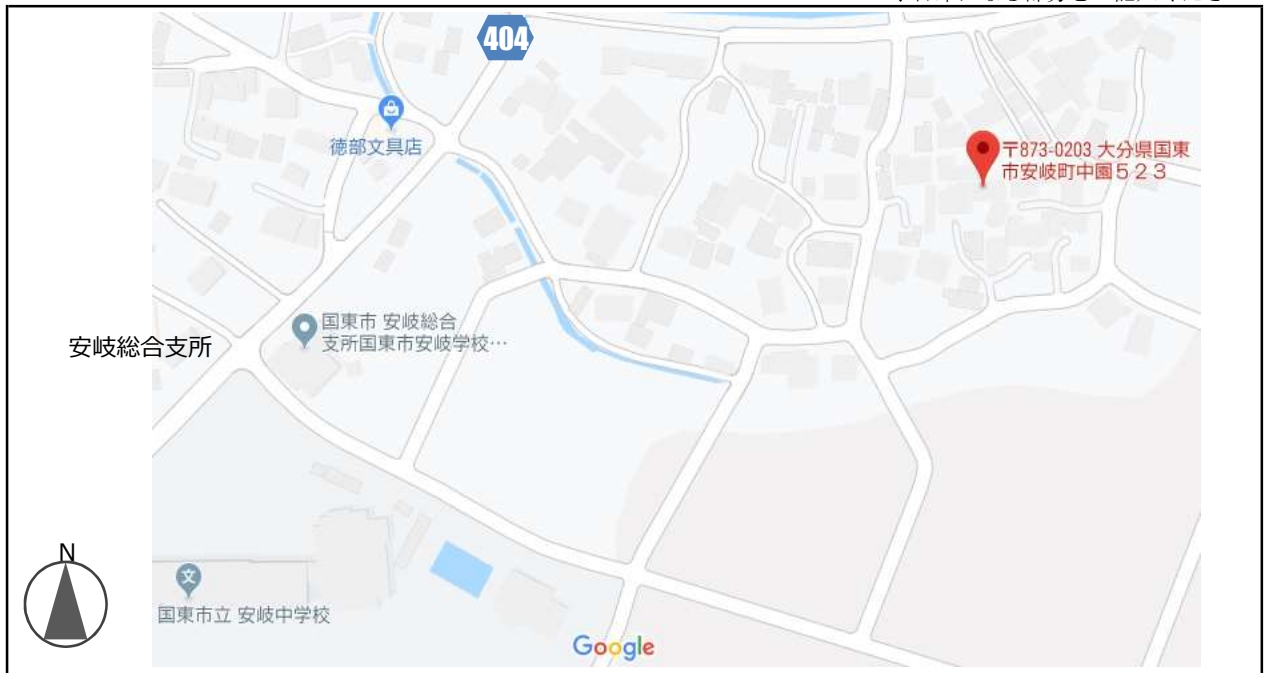 404
徳部文具店
〒873-0203 大分県国東
市安岐町中園523
国東市 安岐総合
支所国東市安岐学校…
安岐総合支所
N
文
国東市立 安岐中学校
Google